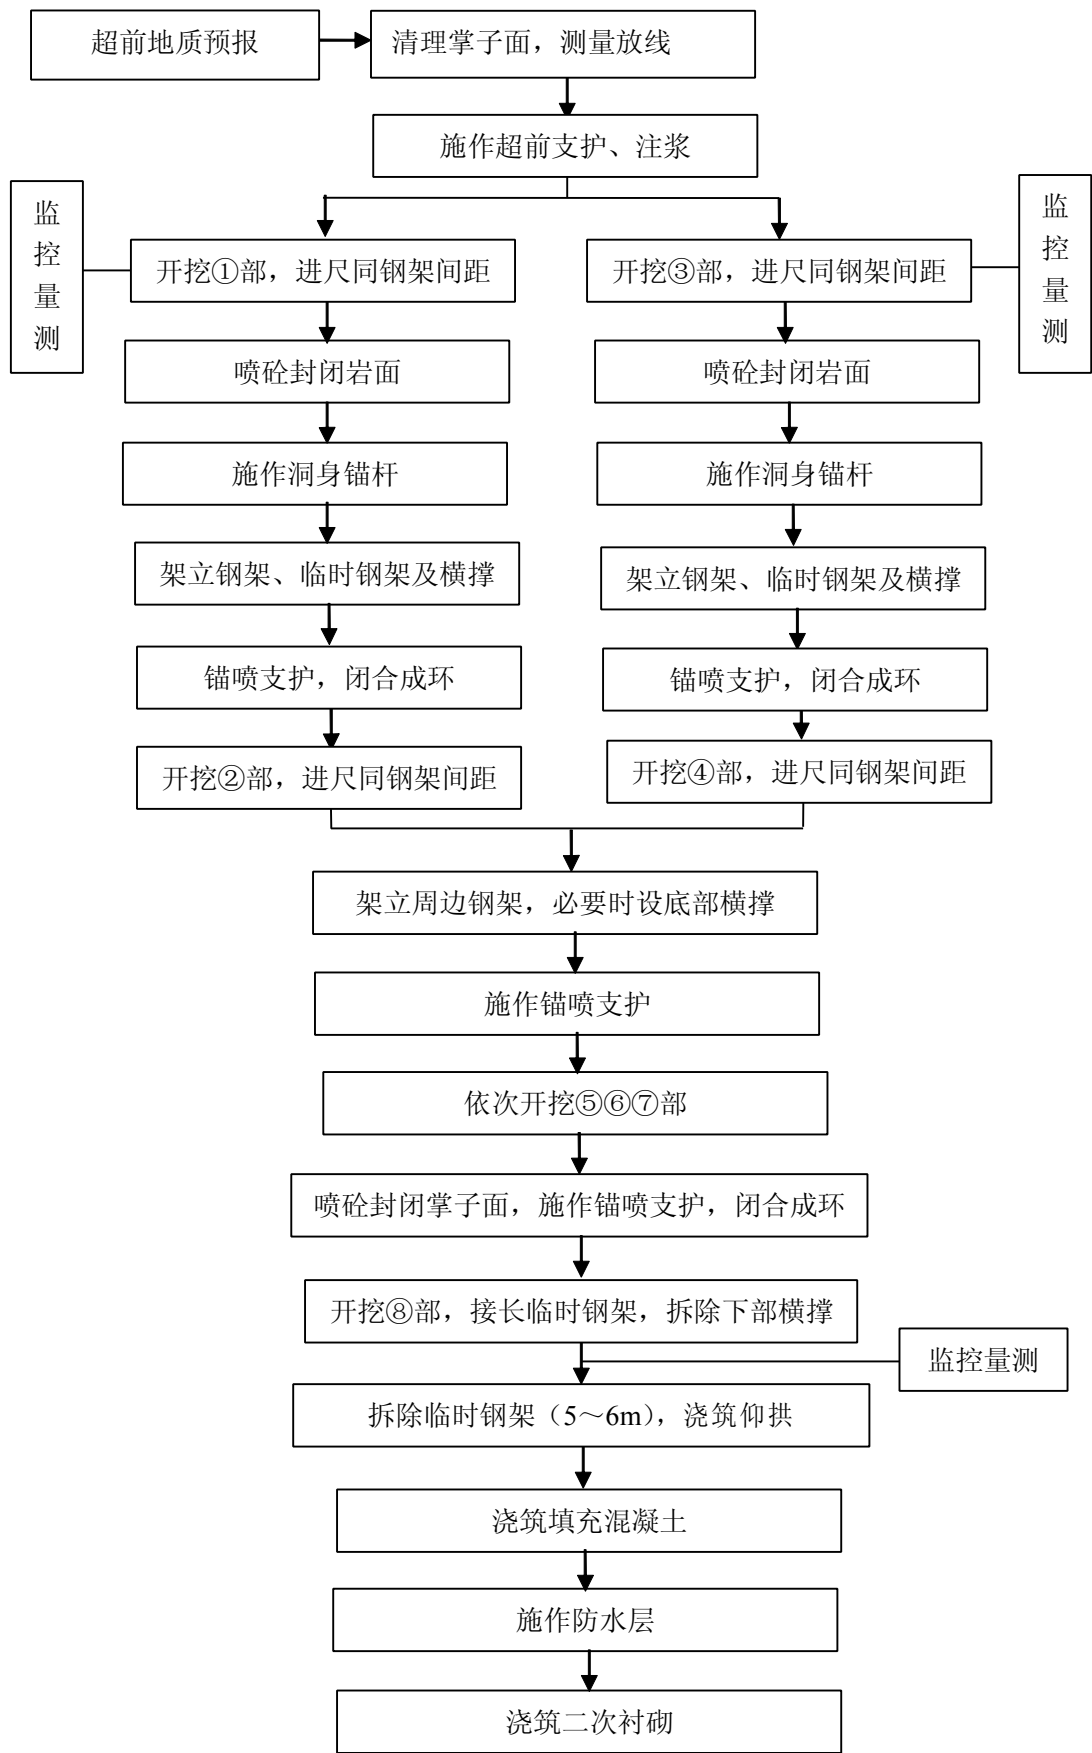 超前地质预报
清理掌子面，测量放线
施作超前支护、注浆
监
控
量
测
监
控
量
测
开挖①部，进尺同钢架间距
开挖③部，进尺同钢架间距
喷砼封闭岩面
喷砼封闭岩面
施作洞身锚杆
施作洞身锚杆
架立钢架、临时钢架及横撑
架立钢架、临时钢架及横撑
锚喷支护，闭合成环
锚喷支护，闭合成环
开挖②部，进尺同钢架间距
开挖④部，进尺同钢架间距
架立周边钢架，必要时设底部横撑
施作锚喷支护
依次开挖⑤⑥⑦部
喷砼封闭掌子面，施作锚喷支护，闭合成环
开挖⑧部，接长临时钢架，拆除下部横撑
监控量测
拆除临时钢架（5～6m），浇筑仰拱
浇筑填充混凝土
施作防水层
浇筑二次衬砌